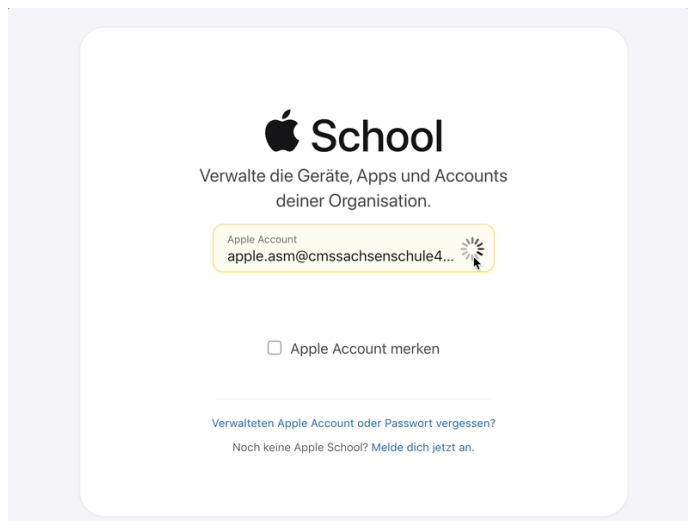 School
Verwalte die Geräte, Apps und Accounts
deiner Organisation.
Apple Account
apple.asm@cmssachsenschule4...
Apple Account merken
Verwalteten Apple Account oder Passwort vergessen?
Noch keine Apple School? Melde dich jetzt an.